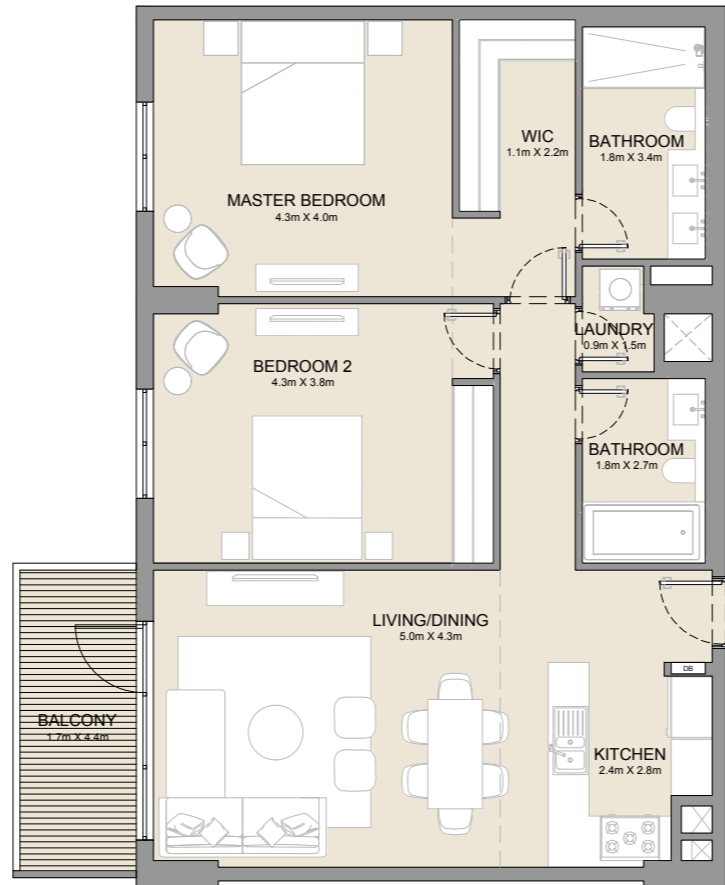 WIC
1.1m X 2.2m
BATHROOM
1.8m X 3.4m
MASTER BEDROOM
4.3m X 4.0m
LAUNDRY
0.9m X 1.5m
BEDROOM 2
4.3m X 3.8m
BATHROOM
1.8m X 2.7m
LIVING/DINING
5.0m X 4.3m
DB
BALCONY
1.7m X 4.4m
KITCHEN
2.4m X 2.8m